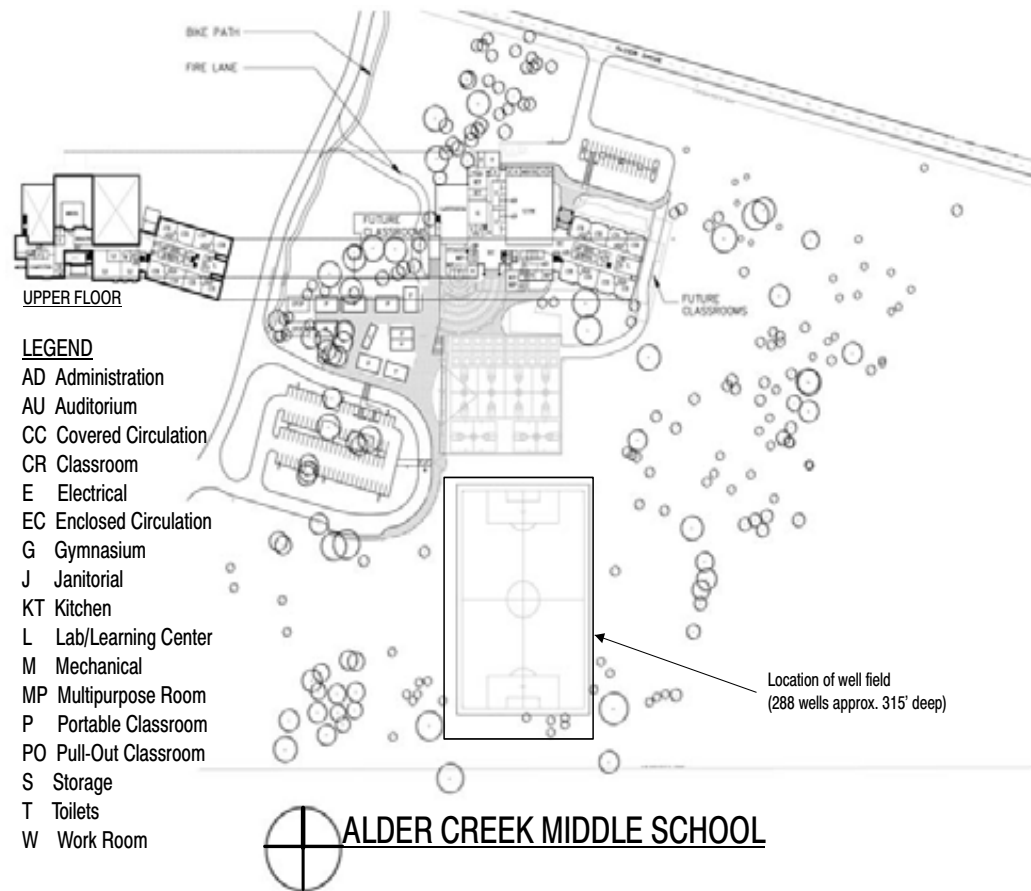 BIKE PATH
FIRE LANE
ALDER DRIVE
FUTURE
CLASSROOMS
GYM
FUTURE
CLASSROOMS
UPPER FLOOR
LEGEND
AD Administration
AU Auditorium
CC Covered Circulation
CR Classroom
E Electrical
EC Enclosed Circulation
G Gymnasium
J Janitorial
KT Kitchen
L Lab/Learning Center
M Mechanical
MP Multipurpose Room
P Portable Classroom
PO Pull-Out Classroom
S Storage
T Toilets
W Work Room
Location of well field
(288 wells approx. 315' deep)
ALDER CREEK MIDDLE SCHOOL